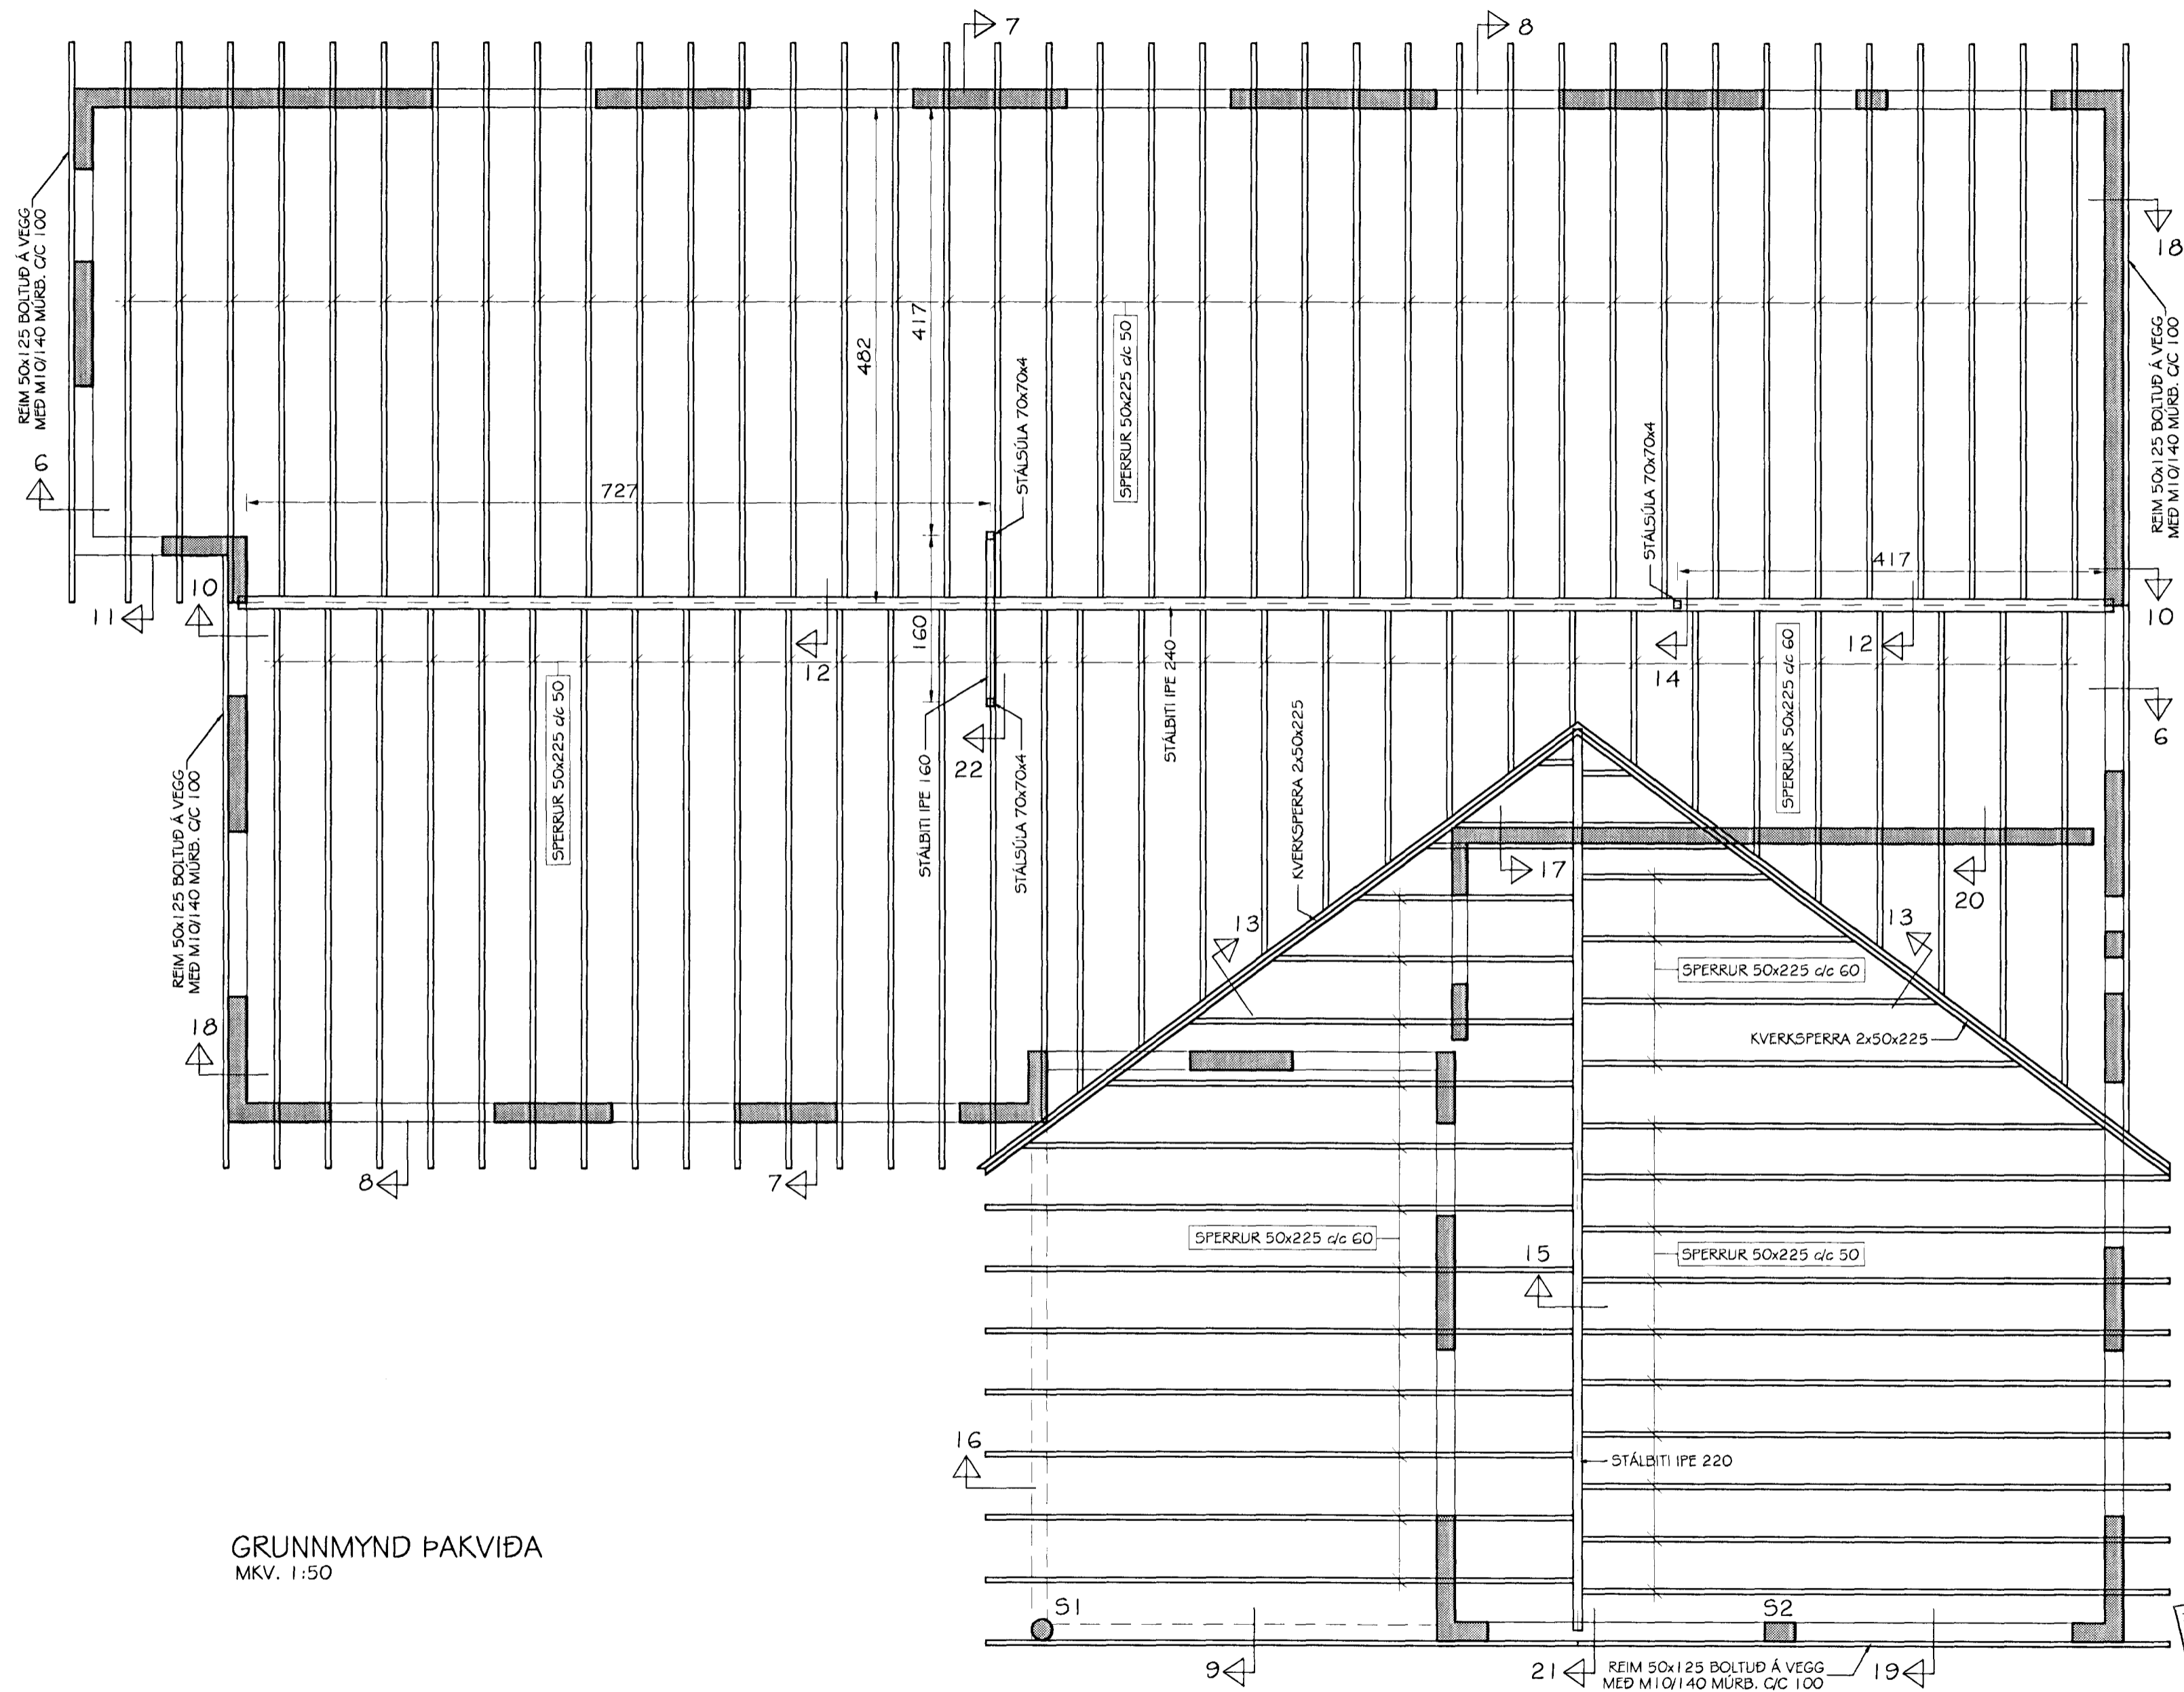 7
8
REIM 50x125 BOLTUÐ Á VEGG
MEÐ M10/140 MÚRB. C/C 100
6
18
REIM 50x125 BOLTUÐ Á VEGG
MEÐ M10/140 MÚRB. C/C 100
482
417
SPERRUR 50x225 c/c 50
STÁLSÚLA 70x70x4
727
STÁLSÚLA 70x70x4
417
10
11
10
12
160
STÁLBITI IPE 240
14
12
SPERRUR 50x225 c/c 60
6
SPERRUR 50x225 c/c 50
REIM 50x125 BOLTUÐ Á VEGG
MEÐ M10/140 MÚRB. C/C 100
STÁLBITI IPE 160
22
STÁLSÚLA 70x70x4
KVERKSPERRA 2x50x225
17
20
13
13
SPERRUR 50x225 c/c 60
KVERKSPERRA 2x50x225
18
8
7
SPERRUR 50x225 c/c 60
15
SPERRUR 50x225 c/c 50
16
STÁLBITI IPE 220
GRUNNMYND ÞAKVIÐA
MKV. 1:50
S1
S2
9
21
REIM 50x125 BOLTUÐ Á VEGG
MEÐ M10/140 MÚRB. C/C 100
19